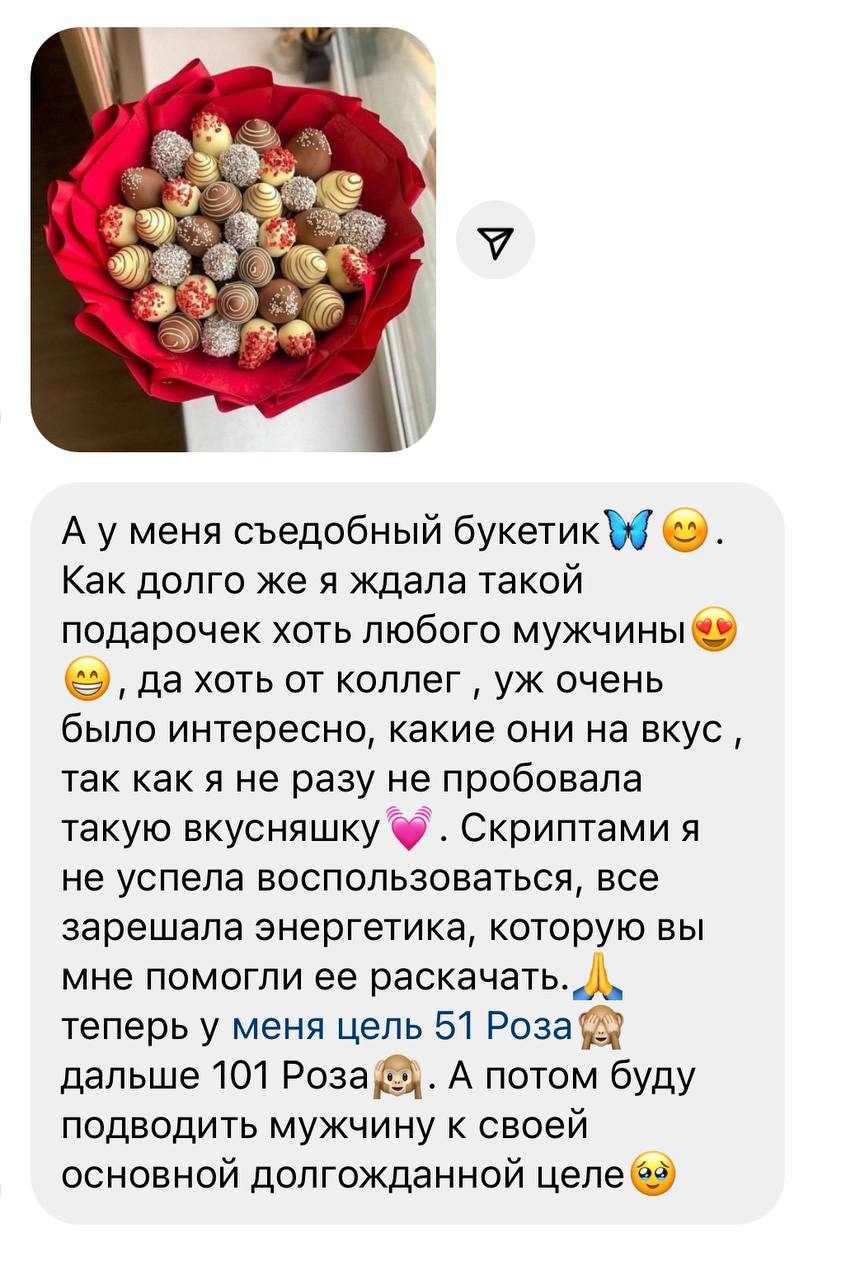 А у меня съедобный букетик🦋😊.
Как долго же я ждала такой
подарочек хоть любого мужчины😍
😁, да хоть от коллег , уж очень
было интересно, какие они на вкус ,
так как я не разу не пробовала
такую вкусняшку💓. Скриптами я
не успела воспользоваться, все
зарешала энергетика, которую вы
мне помогли ее раскачать.🙏
теперь у меня цель 51 Роза🙈
дальше 101 Роза🙉. А потом буду
подводить мужчину к своей
основной долгожданной целе🥹